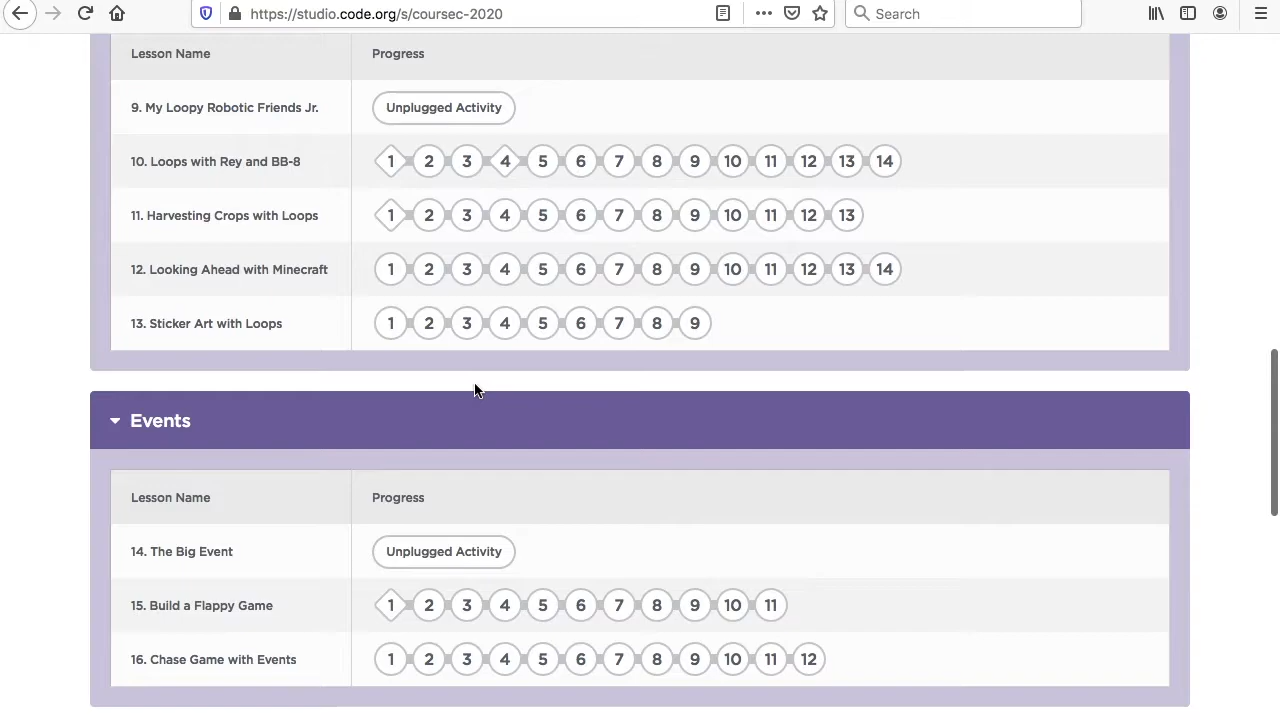 https://studio.code.org/s/coursec-2020
Search
Lesson Name Progress
9. My Loopy Robotic Friends Jr. Unplugged Activity
10. Loops with Rey and BB-8 1 2 3 4 5 6 7 8 9 10 11 12 13 14
11. Harvesting Crops with Loops 1 2 3 4 5 6 7 8 9 10 11 12 13
12. Looking Ahead with Minecraft 1 2 3 4 5 6 7 8 9 10 11 12 13 14
13. Sticker Art with Loops 1 2 3 4 5 6 7 8 9
Events
Lesson Name Progress
14. The Big Event Unplugged Activity
15. Build a Flappy Game 1 2 3 4 5 6 7 8 9 10 11
16. Chase Game with Events 1 2 3 4 5 6 7 8 9 10 11 12